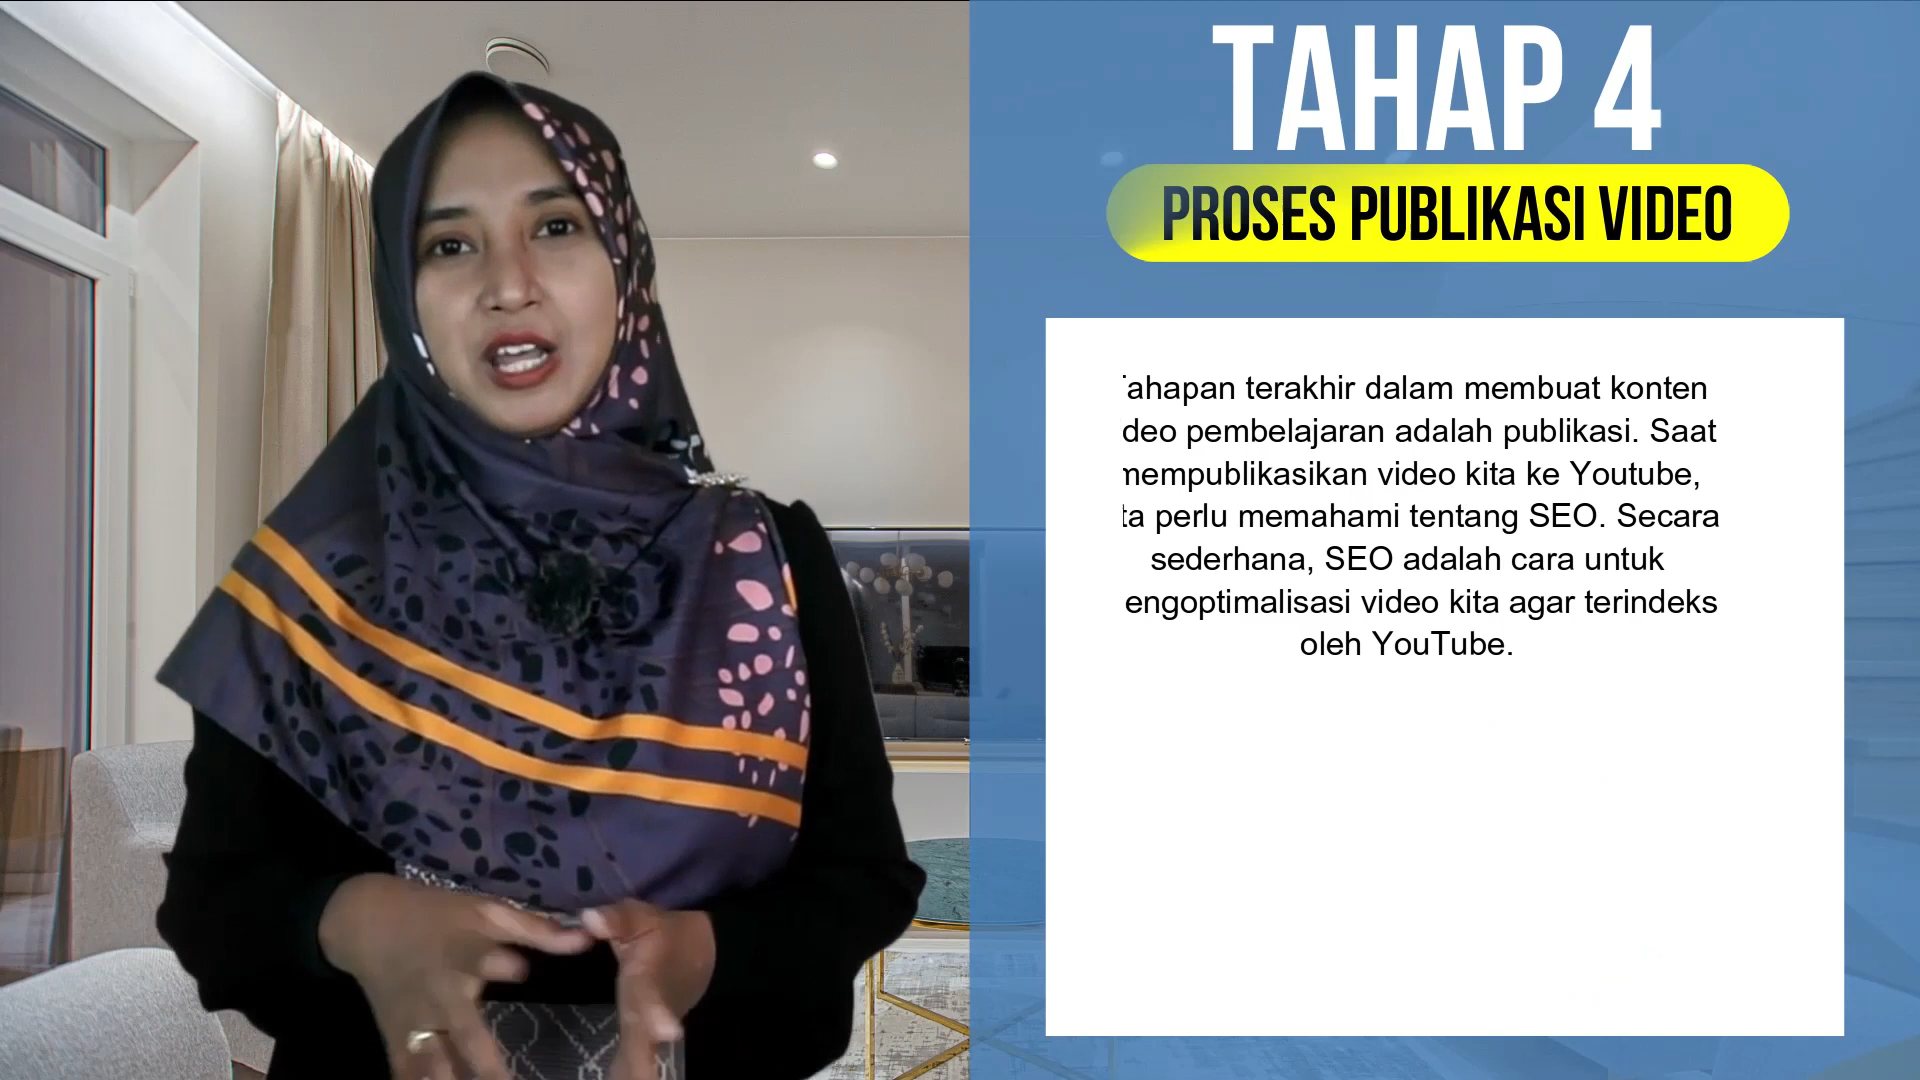 TAHAP 4
PROSES PUBLIKASI VIDEO
ahapan terakhir dalam membuat konten
deo pembelajaran adalah publikasi. Saat
mempublikasikan video kita ke Youtube,
ta perlu memahami tentang SEO. Secara
sederhana, SEO adalah cara untuk
engoptimalisasi video kita agar terindeks
oleh YouTube.